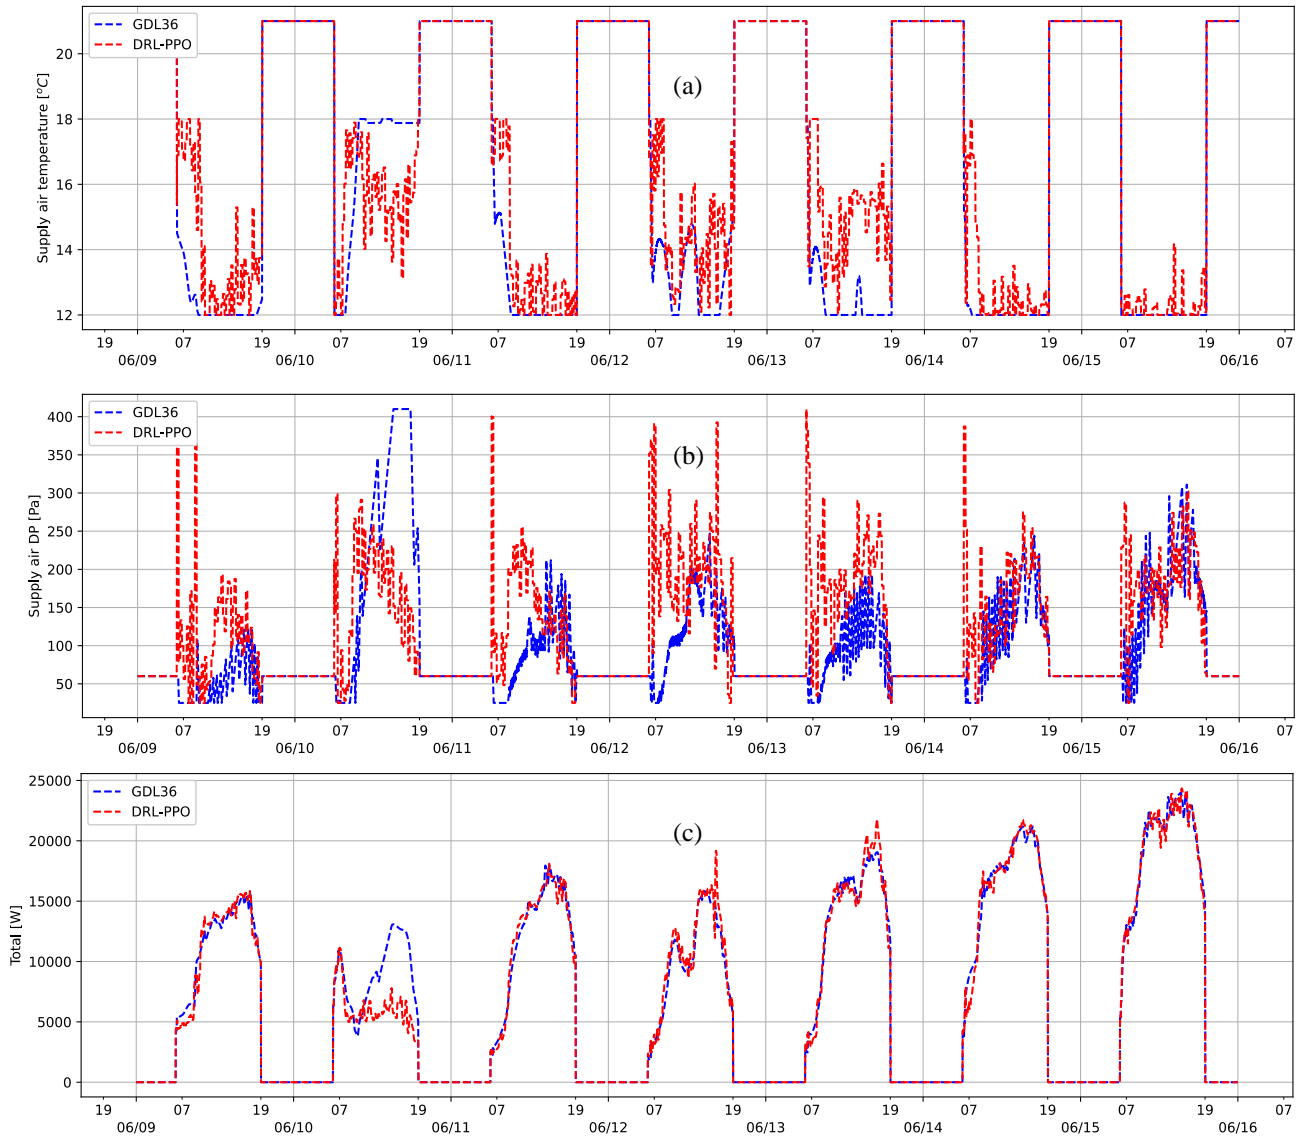 GDL36
DRL-PPO
(a)
Supply air temperature [°C]
20
18
16
14
12
19 07 19 07 19 07 19 07 19 07 19 07 19 07 19 07
06/09 06/10 06/11 06/12 06/13 06/14 06/15 06/16
GDL36
DRL-PPO
(b)
Supply air DP [Pa]
400
350
300
250
200
150
100
50
19 07 19 07 19 07 19 07 19 07 19 07 19 07 19 07
06/09 06/10 06/11 06/12 06/13 06/14 06/15 06/16
GDL36
DRL-PPO
(c)
Total [W]
25000
20000
15000
10000
5000
0
19 07 19 07 19 07 19 07 19 07 19 07 19 07 19 07
06/09 06/10 06/11 06/12 06/13 06/14 06/15 06/16